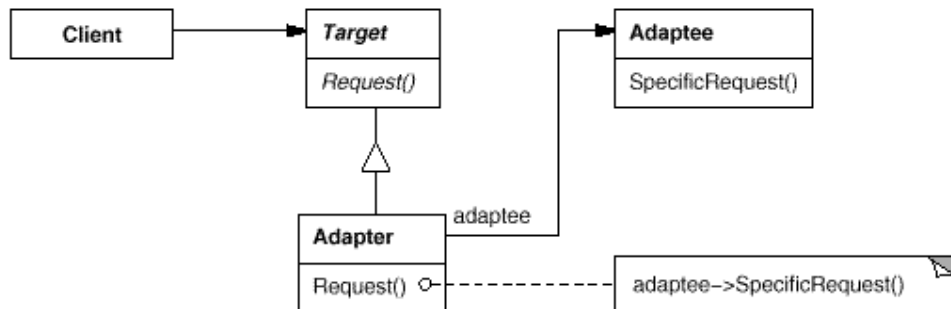 Client
Target
Request()
Adaptee
SpecificRequest()
adaptee
Adapter
Request()
adaptee->SpecificRequest()